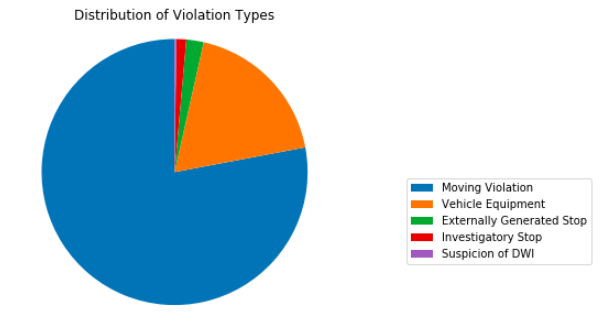 Distribution of Violation Types
Moving Violation
Vehicle Equipment
Externally Generated Stop
Investigatory Stop
Suspicion of DWI